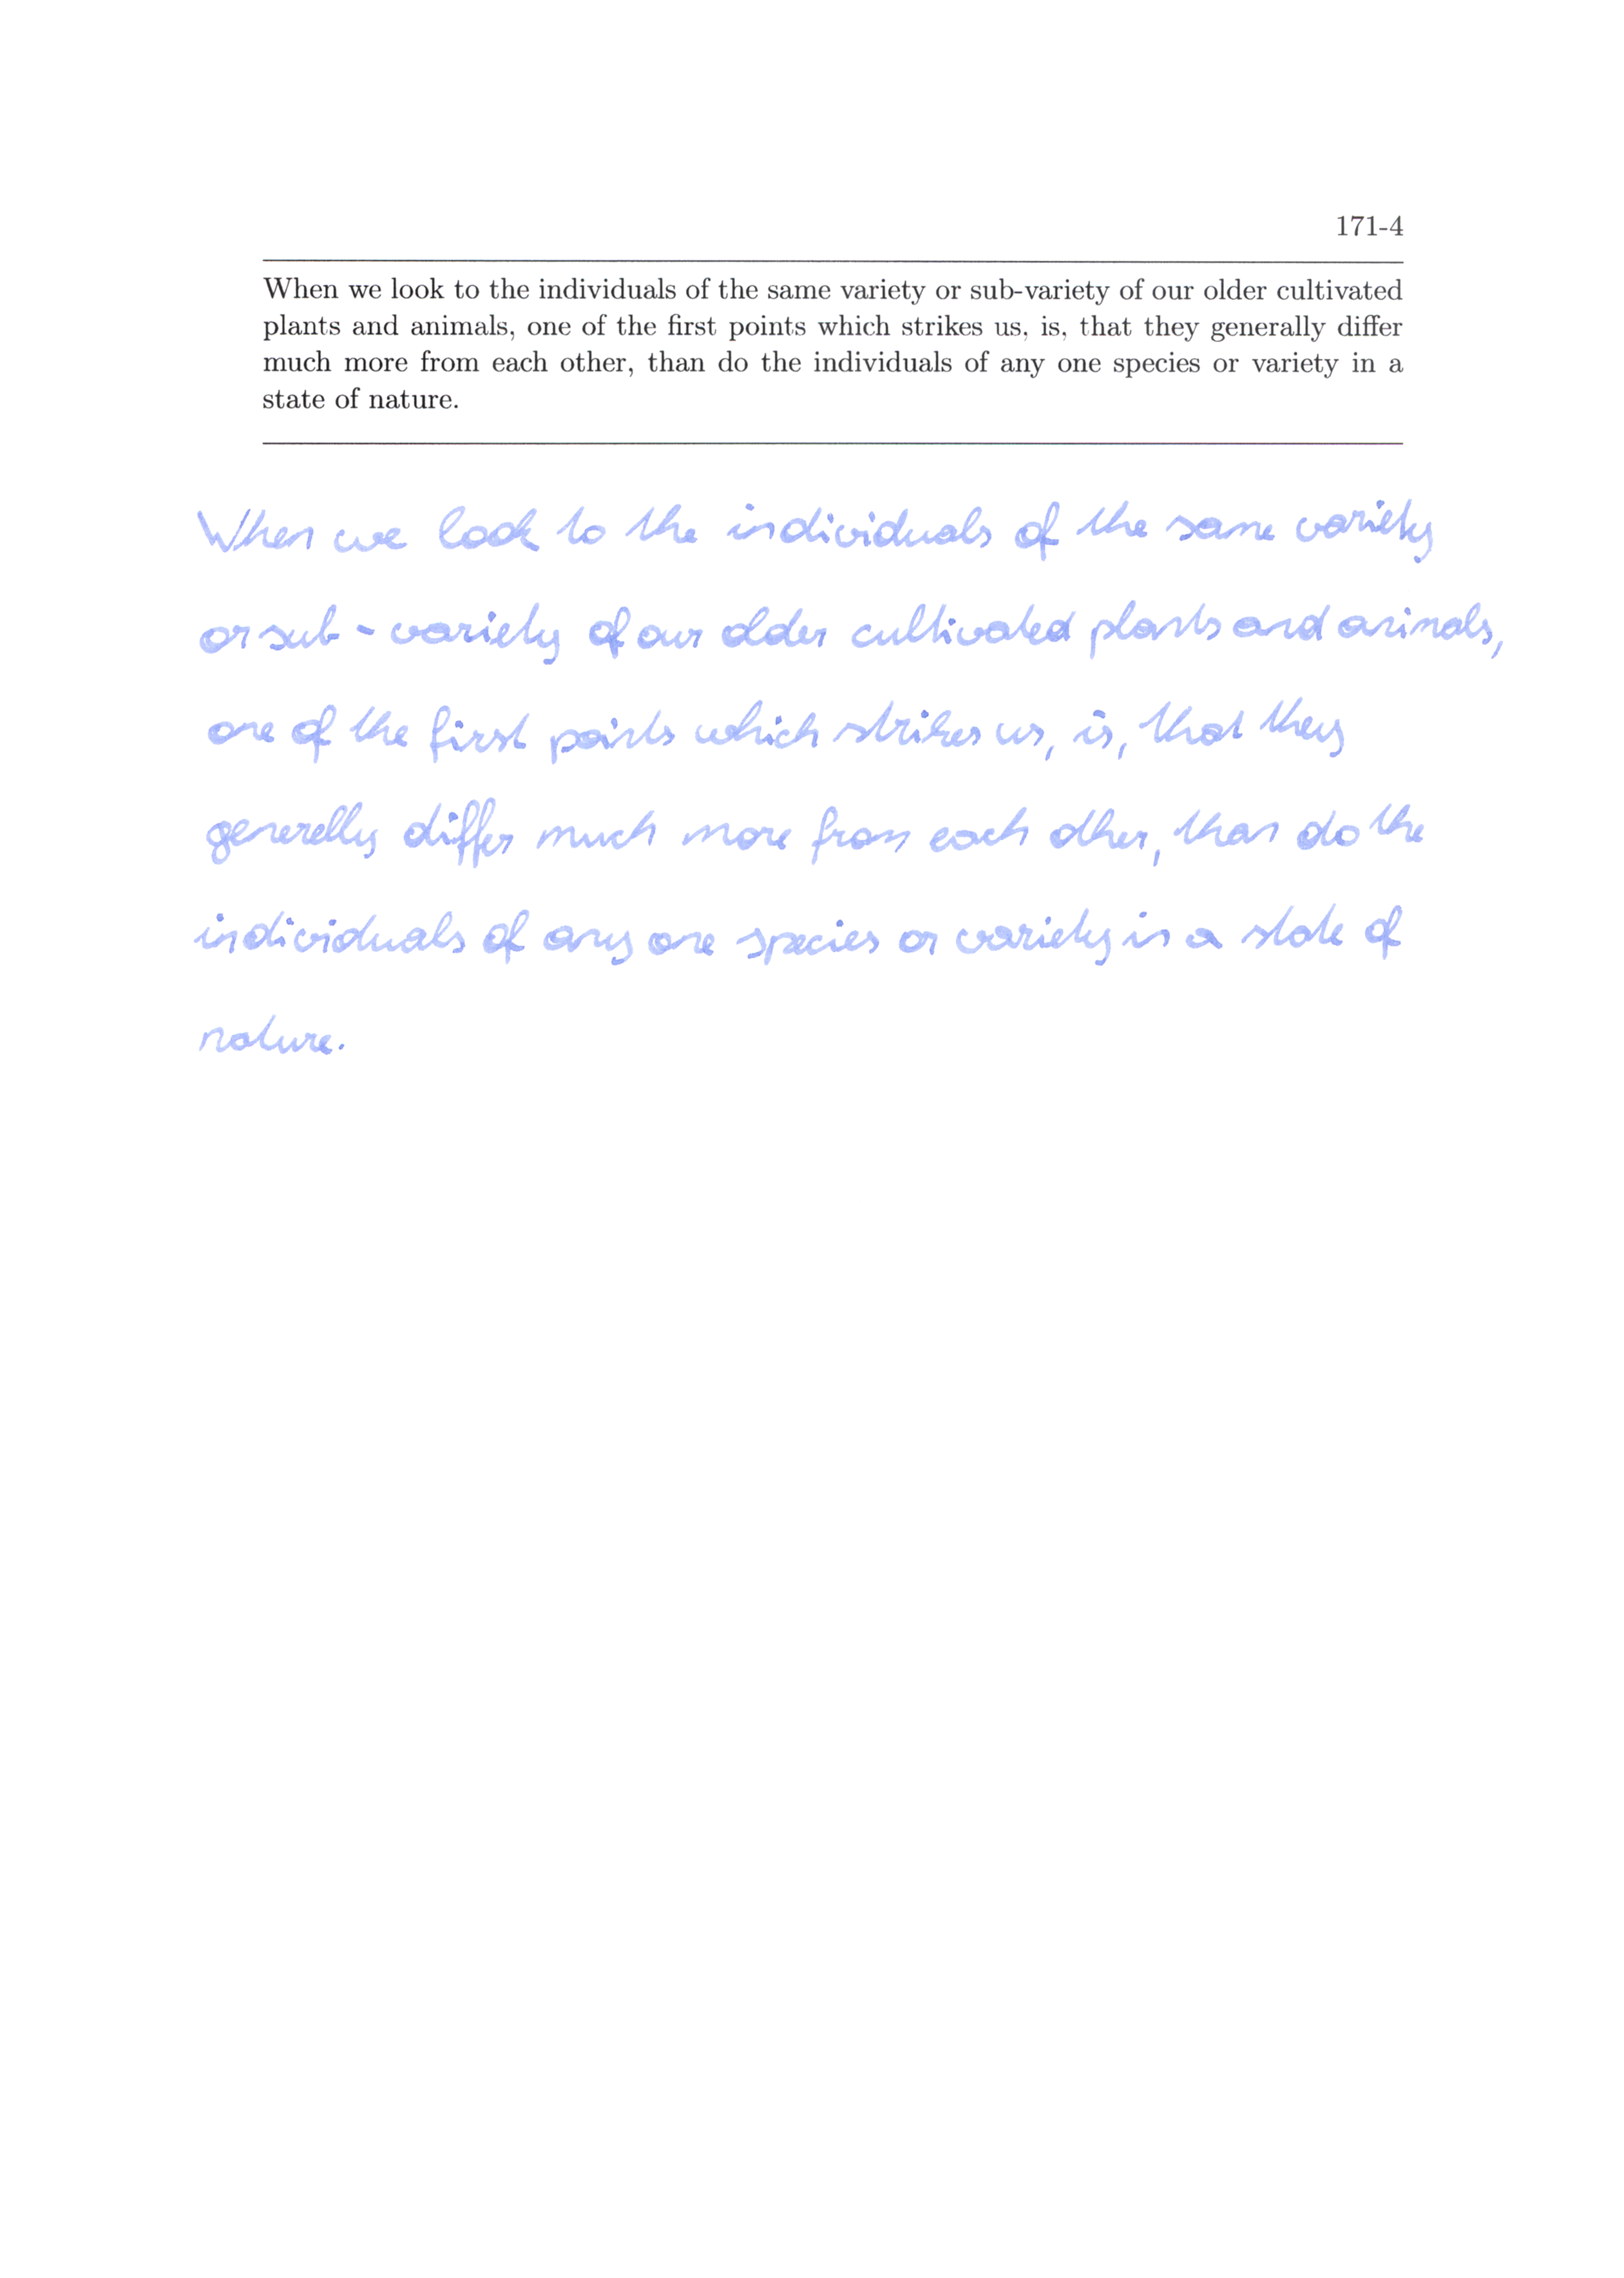 171-4
When we look to the individuals of the same variety or sub-variety of our older cultivated
plants and animals, one of the first points which strikes us, is, that they generally differ
much more from each other, than do the individuals of any one species or variety in a
state of nature.
When we look to the individuals of the same variety
or sub-variety of our older cultivated plants and animals,
one of the first points which strikes us, is, that they
generelly differ much more from each other, than do the
individuals of any one species or variety in a state of
nature.